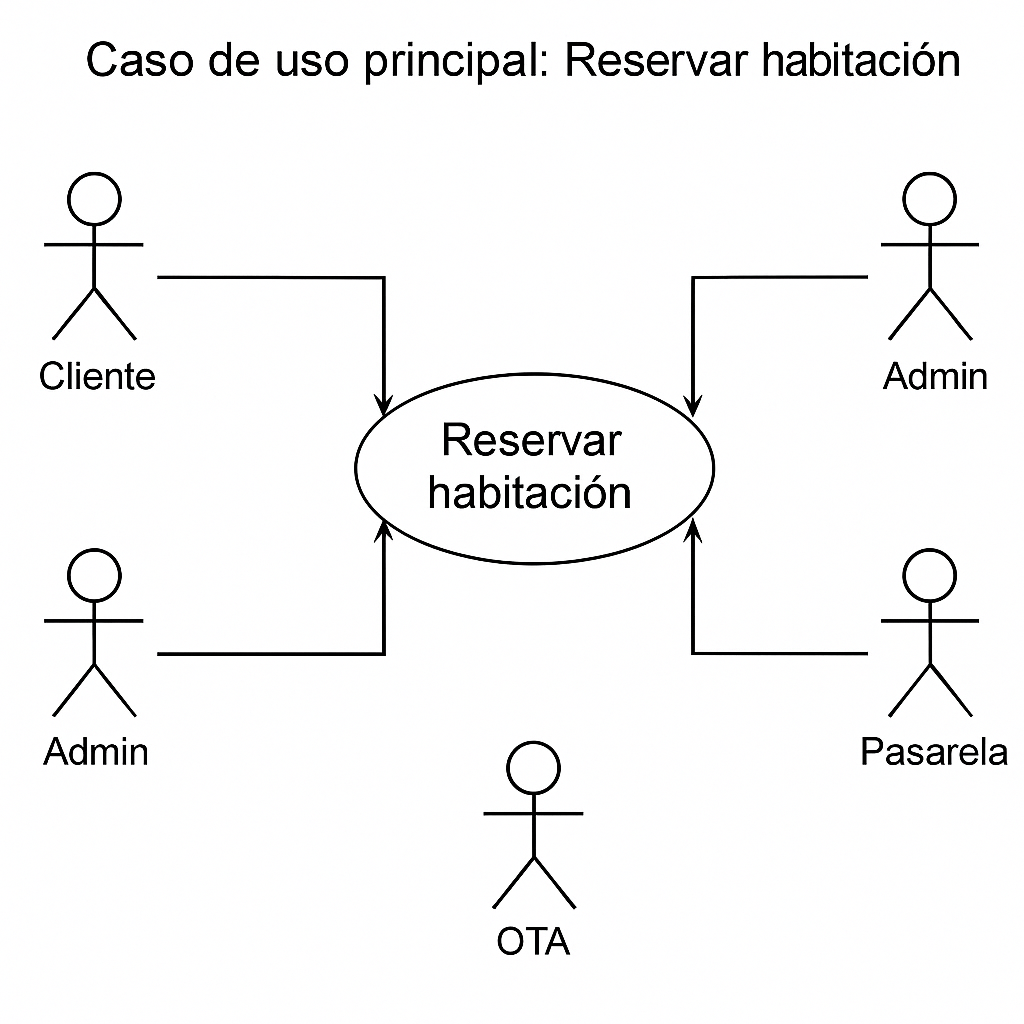 Caso de uso principal: Reservar habitación
Cliente
Admin
Reservar
habitación
Admin
Pasarela
OTA